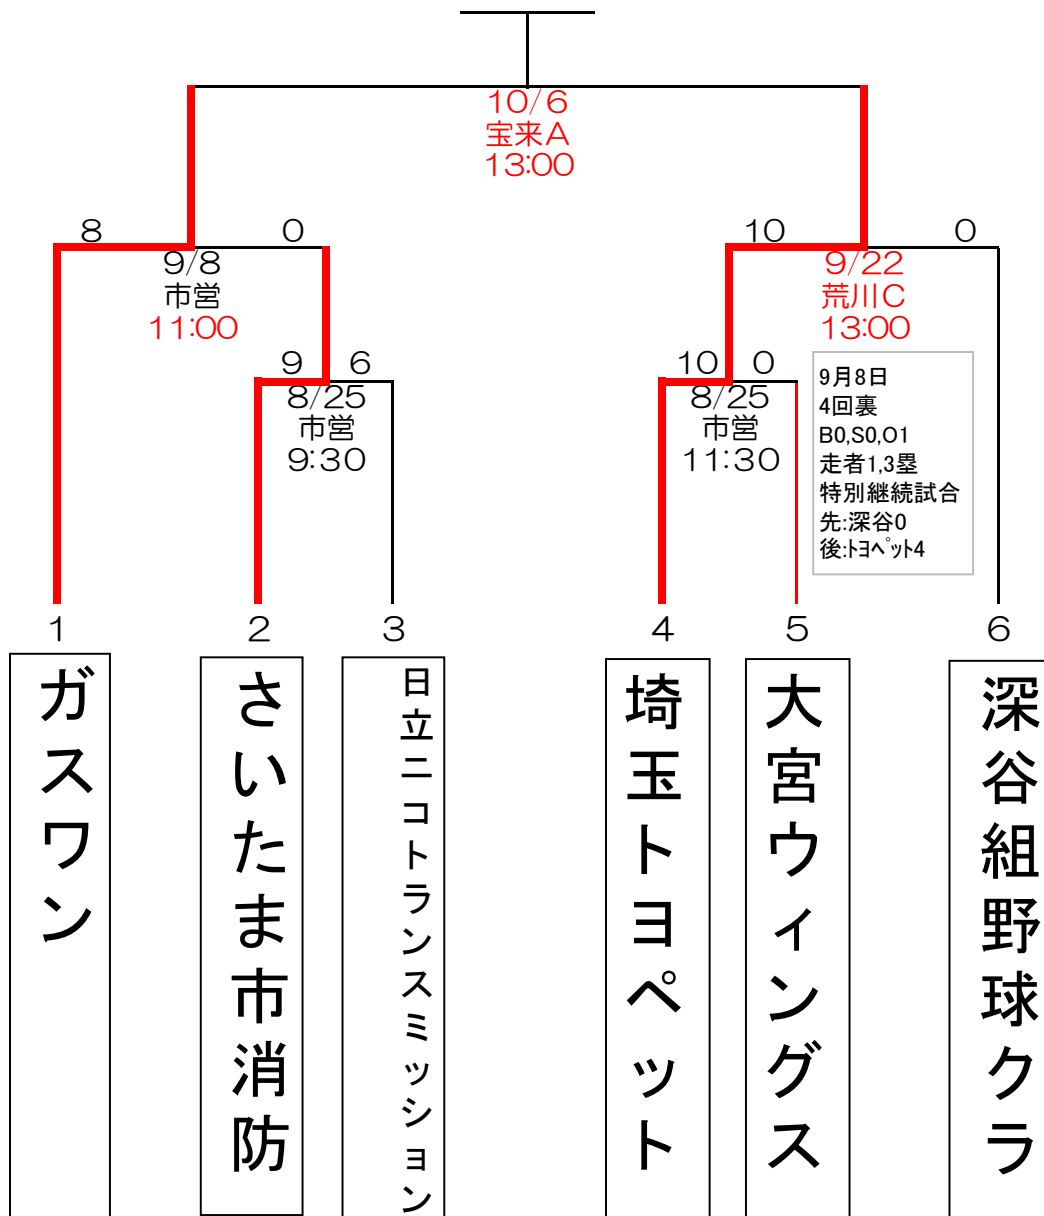 10/6
宝来A
13:00
8
0
9/8
市営
11:00
10
0
9/22
荒川C
13:00
9
6
8/25
市営
9:30
10
0
8/25
市営
11:30
9月8日
4回裏
B0,S0,O1
走者1,3塁
特別継続試合
先:深谷0
後:ﾄﾖﾍﾟｯﾄ4
1
2
3
4
5
6
ガスワン
さいたま市消防
日立ニコトランスミッション
埼玉トヨペット
大宮ウィングス
深谷組野球クラ